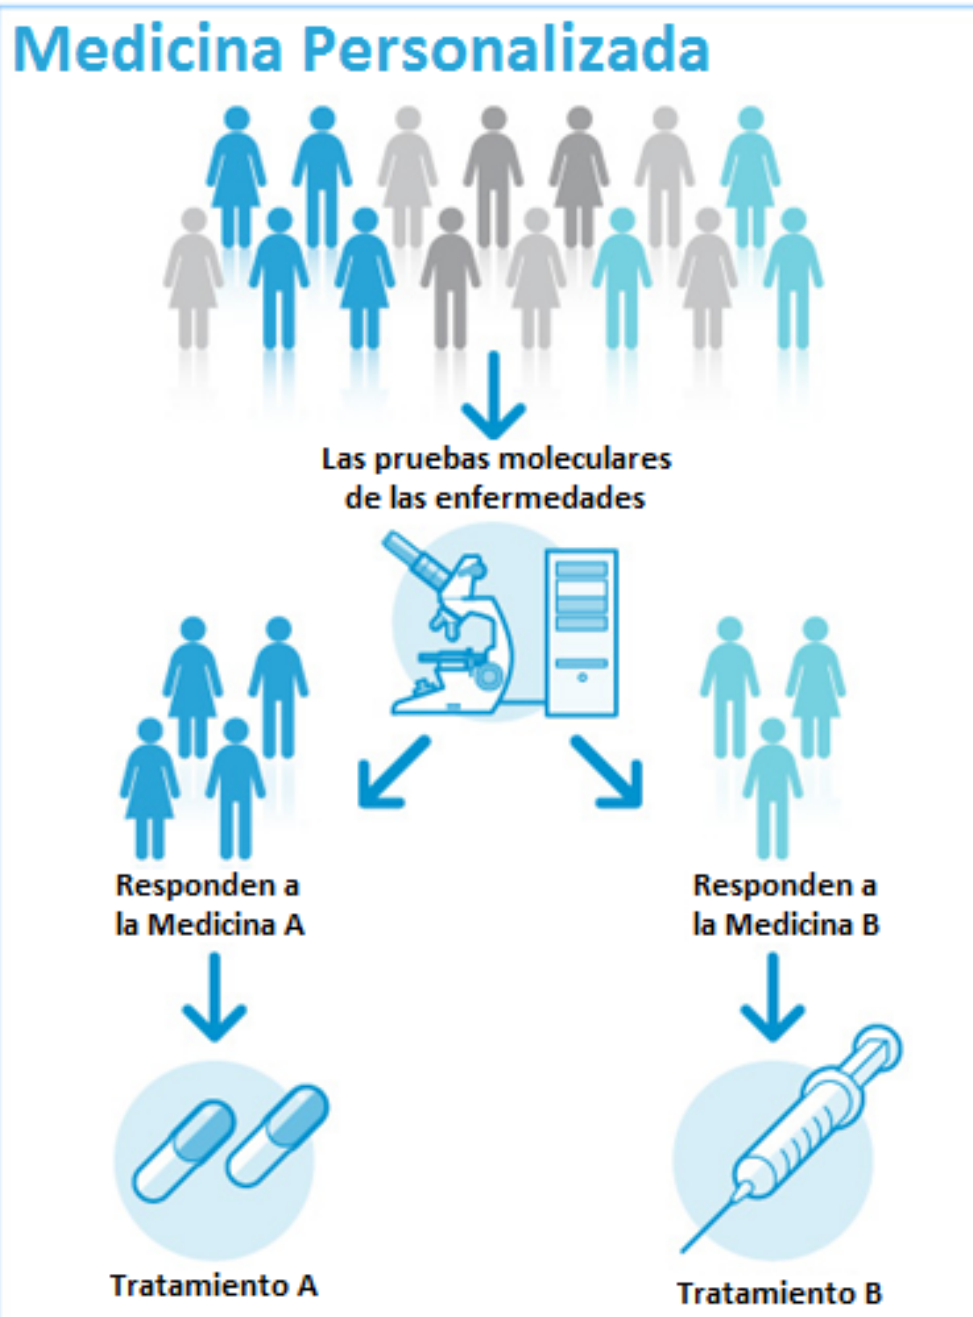 Medicina Personalizada
Las pruebas moleculares
de las enfermedades
Responden a
la Medicina A
Responden a
la Medicina B
Tratamiento A
Tratamiento B